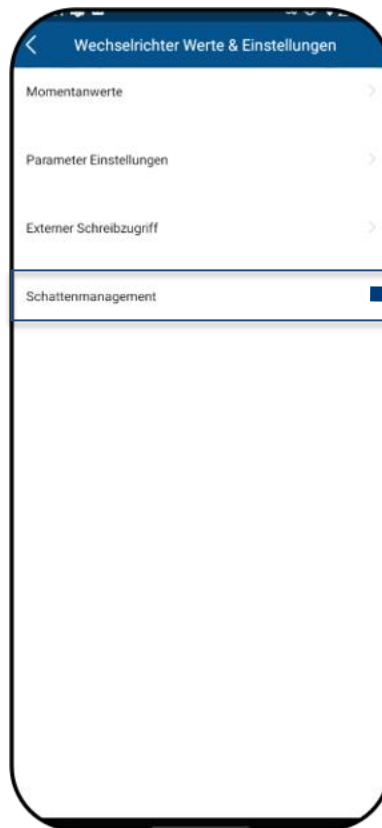 Wechselrichter Werte & Einstellungen
Momentanwerte
Parameter Einstellungen
Externer Schreibzugriff
Schattenmanagement